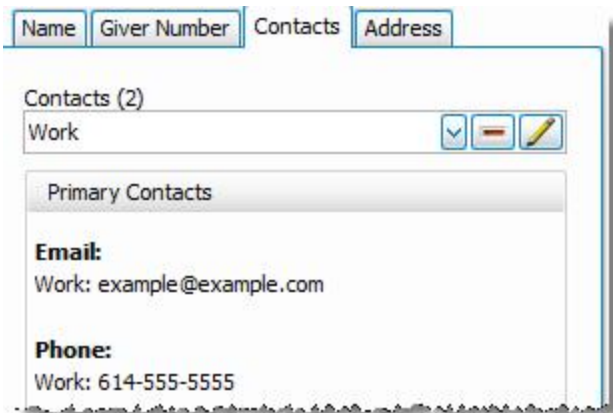 Name Giver Number Contacts Address
Contacts (2)
Work
Primary Contacts
Email:
Work: example@example.com
Phone:
Work: 614-555-5555